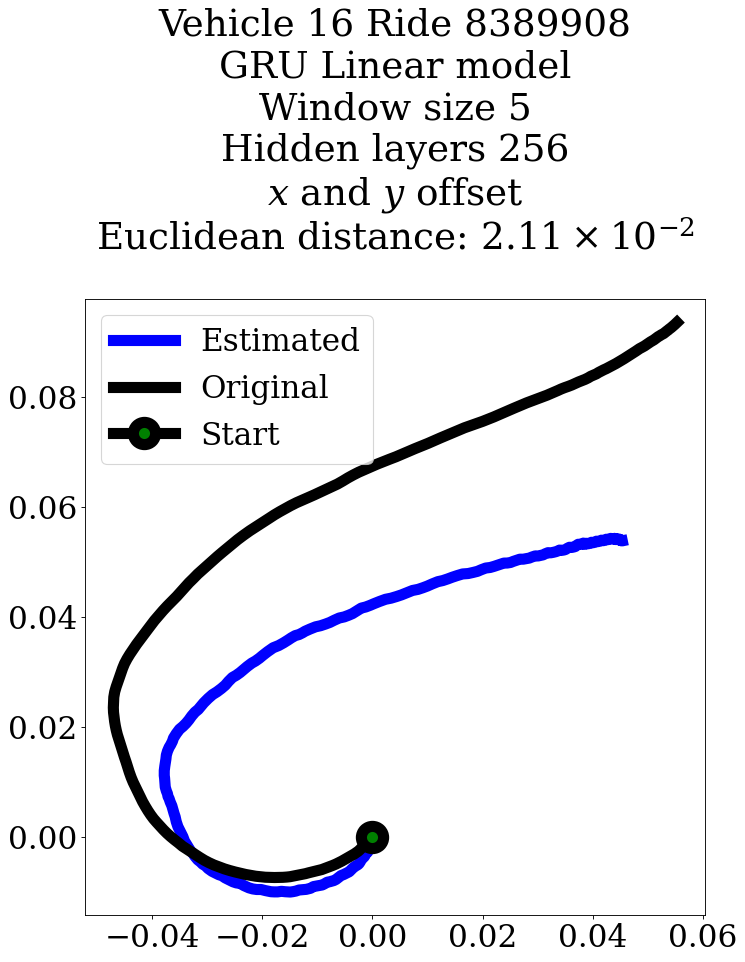 Vehicle 16 Ride 8389908
GRU Linear model
Window size 5
Hidden layers 256
x and y offset
Euclidean distance: 2.11 × 10⁻²
Estimated
Original
Start
0.08
0.06
0.04
0.02
0.00
−0.04 −0.02 0.00 0.02 0.04 0.06